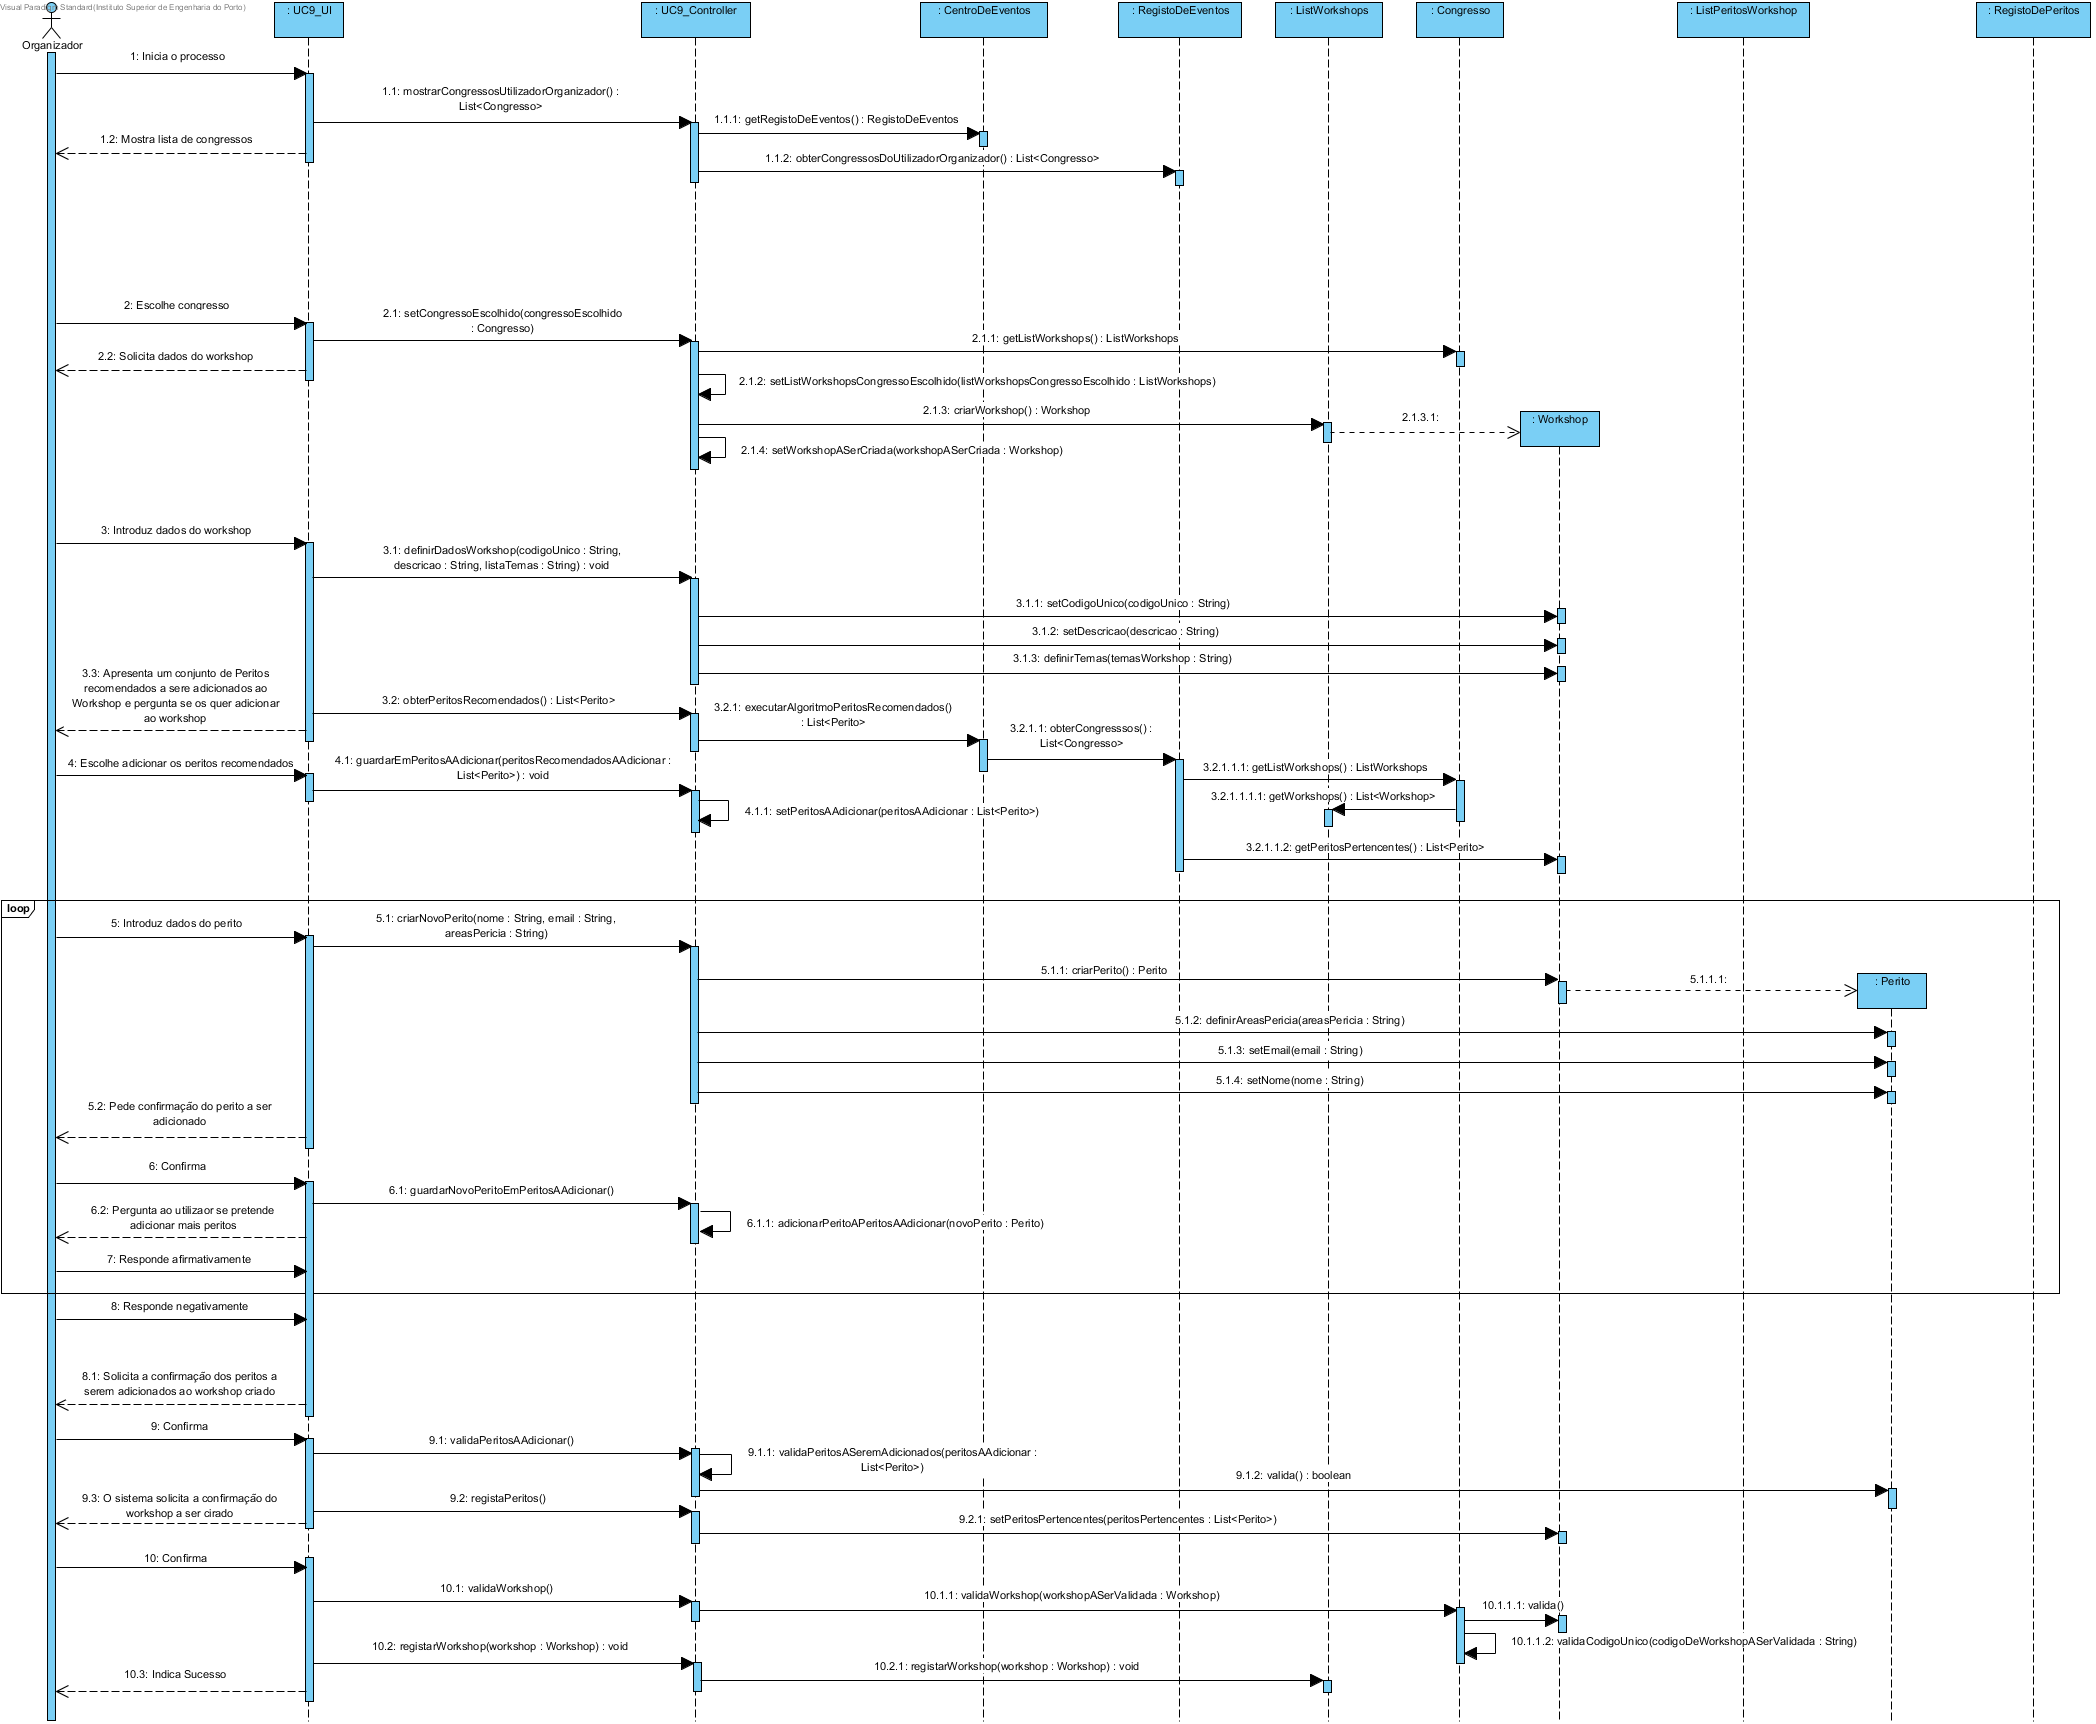 Visual Paradigm Standard(Instituto Superior de Engenharia do Porto)
Organizador
: UC9_UI
: UC9_Controller
: CentroDeEventos
: RegistoDeEventos
: ListWorkshops
: Congresso
: ListPeritosWorkshop
: RegistoDePeritos
1: Inicia o processo
1.1: mostrarCongressosUtilizadorOrganizador() :
List<Congresso>
1.1.1: getRegistoDeEventos() : RegistoDeEventos
1.2: Mostra lista de congressos
1.1.2: obterCongressosDoUtilizadorOrganizador() : List<Congresso>
2: Escolhe congresso
2.1: setCongressoEscolhido(congressoEscolhido
: Congresso)
2.1.1: getListWorkshops() : ListWorkshops
2.2: Solicita dados do workshop
2.1.2: setListWorkshopsCongressoEscolhido(listWorkshopsCongressoEscolhido : ListWorkshops)
2.1.3: criarWorkshop() : Workshop
2.1.3.1:
: Workshop
2.1.4: setWorkshopASerCriada(workshopASerCriada : Workshop)
3: Introduz dados do workshop
3.1: definirDadosWorkshop(codigoUnico : String,
descricao : String, listaTemas : String) : void
3.1.1: setCodigoUnico(codigoUnico : String)
3.1.2: setDescricao(descricao : String)
3.1.3: definirTemas(temasWorkshop : String)
3.3: Apresenta um conjunto de Peritos
recomendados a sere adicionados ao
Workshop e pergunta se os quer adicionar
ao workshop
3.2: obterPeritosRecomendados() : List<Perito>
3.2.1: executarAlgoritmoPeritosRecomendados()
: List<Perito>
3.2.1.1: obterCongresssos() :
List<Congresso>
4: Escolhe adicionar os peritos recomendados
4.1: guardarEmPeritosAAdicionar(peritosRecomendadosAAdicionar :
List<Perito>) : void
3.2.1.1.1: getListWorkshops() : ListWorkshops
3.2.1.1.1.1: getWorkshops() : List<Workshop>
4.1.1: setPeritosAAdicionar(peritosAAdicionar : List<Perito>)
3.2.1.1.2: getPeritosPertencentes() : List<Perito>
loop
5: Introduz dados do perito
5.1: criarNovoPerito(nome : String, email : String,
areasPericia : String)
5.1.1: criarPerito() : Perito
5.1.1.1:
: Perito
5.1.2: definirAreasPericia(areasPericia : String)
5.1.3: setEmail(email : String)
5.1.4: setNome(nome : String)
5.2: Pede confirmação do perito a ser
adicionado
6: Confirma
6.1: guardarNovoPeritoEmPeritosAAdicionar()
6.2: Pergunta ao utilizaor se pretende
adicionar mais peritos
6.1.1: adicionarPeritoAPeritosAAdicionar(novoPerito : Perito)
7: Responde afirmativamente
8: Responde negativamente
8.1: Solicita a confirmação dos peritos a
serem adicionados ao workshop criado
9: Confirma
9.1: validaPeritosAAdicionar()
9.1.1: validaPeritosASeremAdicionados(peritosAAdicionar :
List<Perito>)
9.1.2: valida() : boolean
9.3: O sistema solicita a confirmação do
workshop a ser cirado
9.2: registaPeritos()
9.2.1: setPeritosPertencentes(peritosPertencentes : List<Perito>)
10: Confirma
10.1: validaWorkshop()
10.1.1: validaWorkshop(workshopASerValidada : Workshop)
10.1.1.1: valida()
10.1.1.2: validaCodigoUnico(codigoDeWorkshopASerValidada : String)
10.2: registarWorkshop(workshop : Workshop) : void
10.2.1: registarWorkshop(workshop : Workshop) : void
10.3: Indica Sucesso